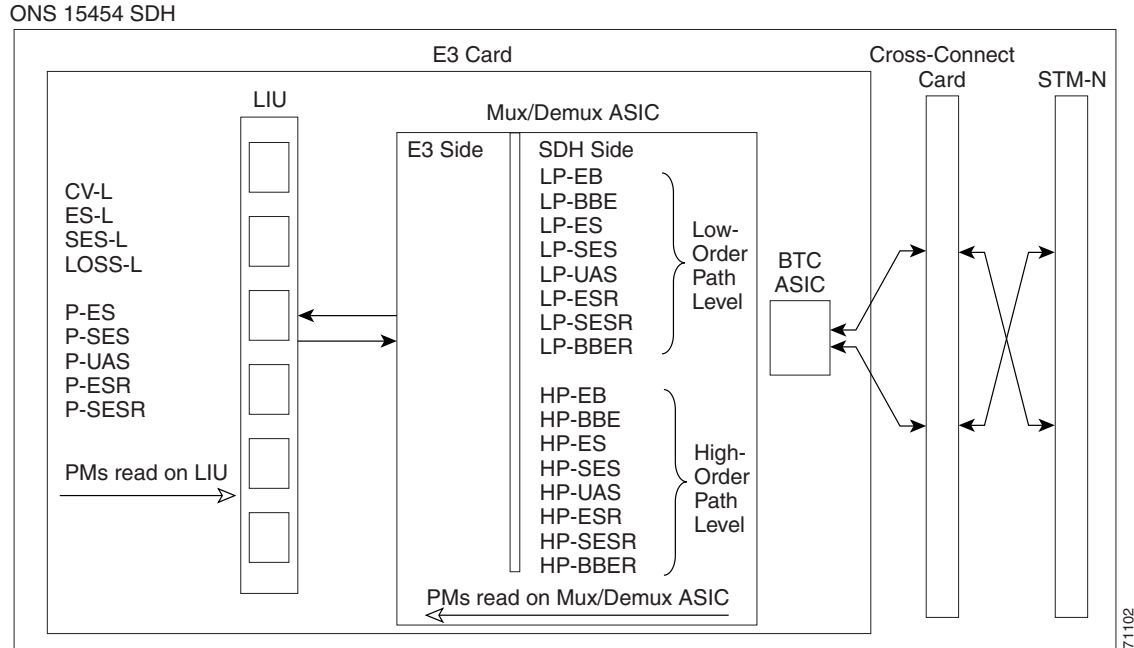 ONS 15454 SDH
E3 Card
Cross-Connect
Card
STM-N
LIU
Mux/Demux ASIC
E3 Side
SDH Side
CV-L
ES-L
SES-L
LOSS-L
P-ES
P-SES
P-UAS
P-ESR
P-SESR
PMs read on LIU
LP-EB
LP-BBE
LP-ES
LP-SES
LP-UAS
LP-ESR
LP-SESR
LP-BBER
Low-
Order
Path
Level
HP-EB
HP-BBE
HP-ES
HP-SES
HP-UAS
HP-ESR
HP-SESR
HP-BBER
High-
Order
Path
Level
PMs read on Mux/Demux ASIC
BTC
ASIC
71102